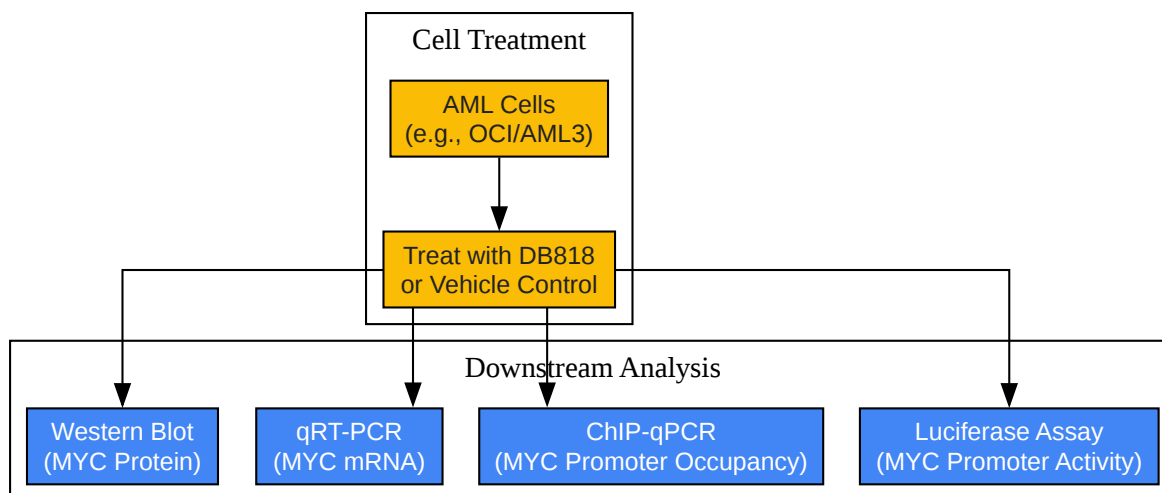 Cell Treatment
AML Cells
(e.g., OCI/AML3)
Treat with DB818
or Vehicle Control
Downstream Analysis
Western Blot
(MYC Protein)
qRT-PCR
(MYC mRNA)
ChIP-qPCR
(MYC Promoter Occupancy)
Luciferase Assay
(MYC Promoter Activity)